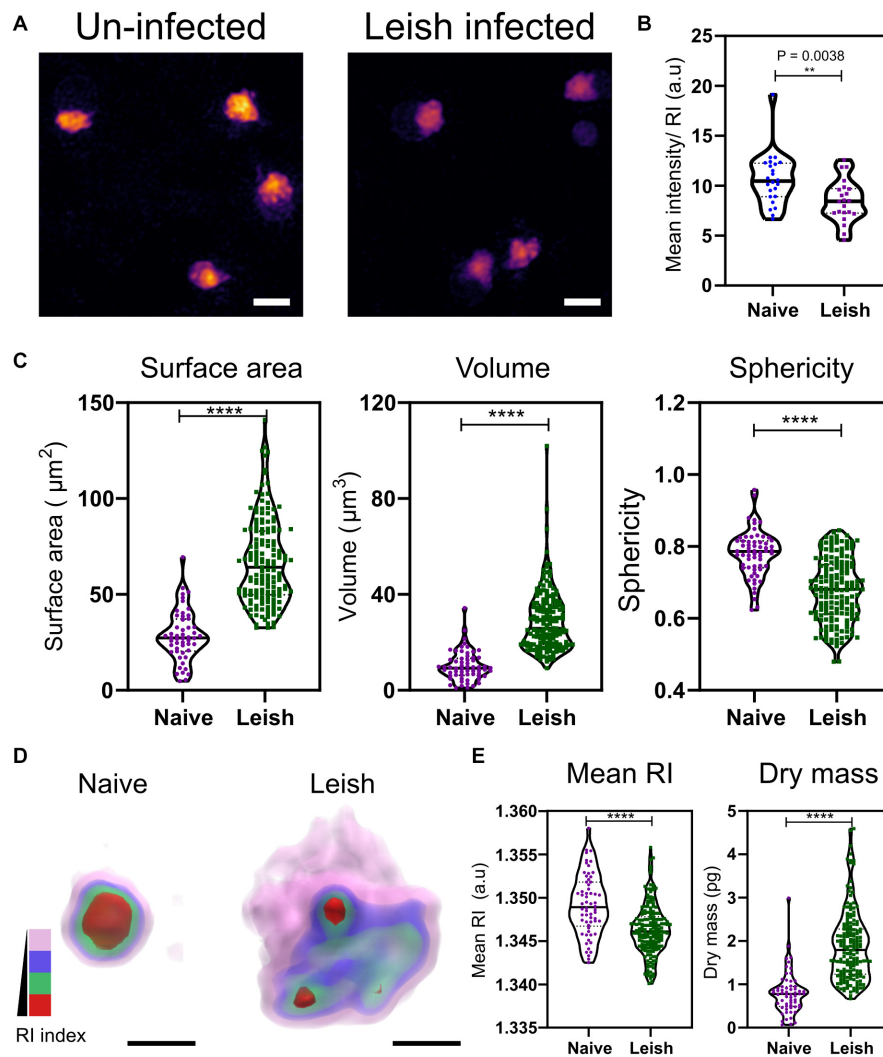 A
Un-infected
Leish infected
B
P = 0.0038
**
Mean intensity/ RI (a.u)
25
20
15
10
5
0
Naive
Leish
C
Surface area
Volume
Sphericity
****
Surface area ( µm²)
150
100
50
0
Naive
Leish
****
Volume ( µm³)
120
80
40
0
Naive
Leish
****
Sphericity
1.2
1.0
0.8
0.6
0.4
Naive
Leish
D
Naive
Leish
RI index
E
Mean RI
Dry mass
****
Mean RI (a.u)
1.360
1.355
1.350
1.345
1.340
1.335
Naive
Leish
****
Dry mass (pg)
5
4
3
2
1
0
Naive
Leish